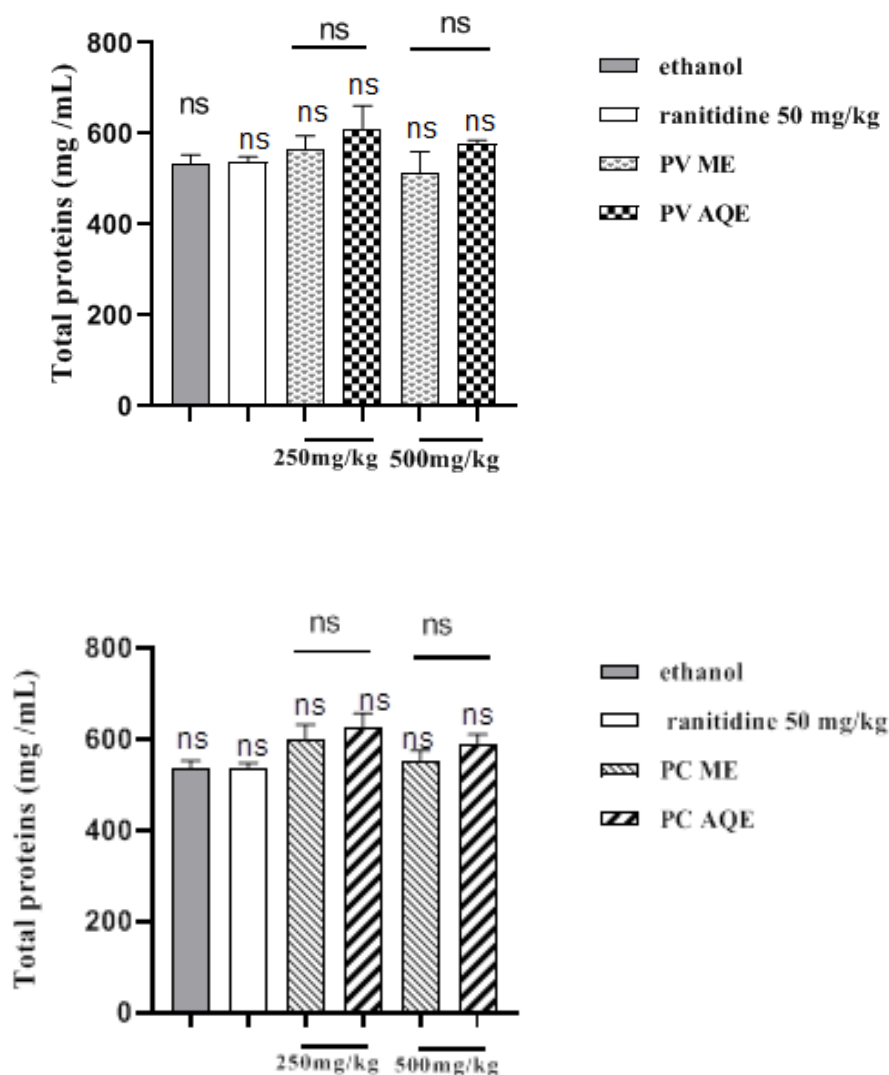 Total proteins (mg /mL)
800
600
400
200
0
ns
ns
ns
ns
ns
ns
ns
ns
250mg/kg
500mg/kg
ethanol
ranitidine 50 mg/kg
PV ME
PV AQE
Total proteins (mg /mL)
800
600
400
200
0
ns
ns
ns
ns
ns
ns
ns
ns
250mg/kg
500mg/kg
ethanol
ranitidine 50 mg/kg
PC ME
PC AQE